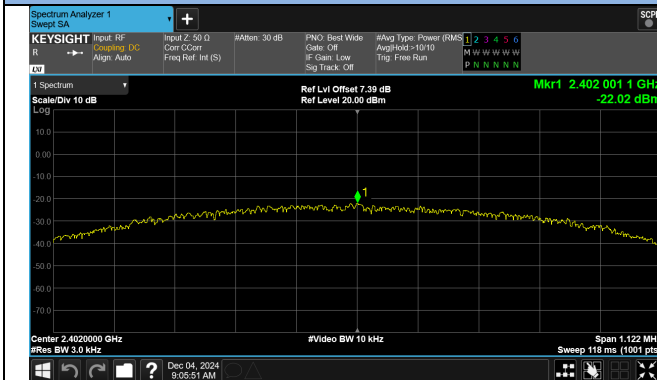 Spectrum Analyzer 1
Swept SA
+
SCPI
KEYSIGHT
R
LXI
Input: RF
Coupling: DC
Align: Auto
Input Z: 50 Ω
Corr CCorr
Freq Ref: Int (S)
#Atten: 30 dB
PNO: Best Wide
Gate: Off
IF Gain: Low
Sig Track: Off
#Avg Type: Power (RMS
Avg|Hold:>10/10
Trig: Free Run
1 2 3 4 5 6
M W W W W W
P N N N N N
1 Spectrum
Scale/Div 10 dB
Log
Ref Lvl Offset 7.39 dB
Ref Level 20.00 dBm
Mkr1 2.402 001 1 GHz
-22.02 dBm
10.0
0.00
-10.0
-20.0
-30.0
-40.0
-50.0
-60.0
-70.0
1
Center 2.4020000 GHz
#Res BW 3.0 kHz
#Video BW 10 kHz
Span 1.122 MH
Sweep 118 ms (1001 pts
?
Dec 04, 2024
9:05:51 AM